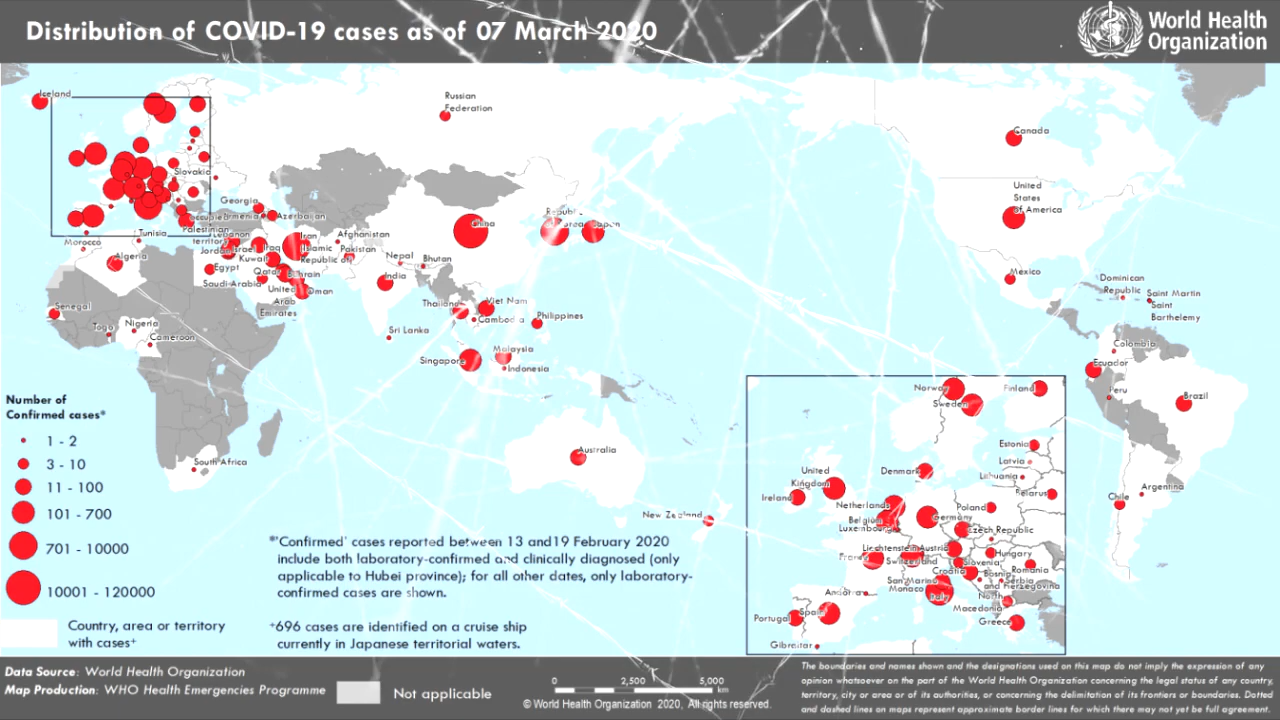 Distribution of COVID-19 cases as of 07 March 2020
World Health
Organization
Iceland
Russian
Federation
Canada
United
States
of America
Mexico
Dominican
Republic
Saint Martin
Saint
Barthelemy
Colombia
Ecuador
Peru
Brazil
Chile
Argentina
Slovakia
Georgia
Armenia
Azerbaijan
occupied
Palestinian
territory
Lebanon
Israel
Jordan
Iraq
Iran
(Islamic
Republic of)
Kuwait
Qatar
Bahrain
United
Arab
Emirates
Oman
Saudi Arabia
Egypt
Tunisia
Morocco
Algeria
Senegal
Togo
Nigeria
Cameroon
South Africa
Afghanistan
Pakistan
Nepal
Bhutan
India
Sri Lanka
China
Republic
of Korea
Japan
Thailand
Viet Nam
Cambodia
Philippines
Malaysia
Singapore
Indonesia
Australia
New Zealand
Norway
Sweden
Finland
Estonia
Latvia
Lithuania
Belarus
Denmark
United
Kingdom
Ireland
Netherlands
Belgium
Luxembourg
Germany
Poland
Czech Republic
France
Liechtenstein
Austria
Switzerland
Hungary
Slovenia
Croatia
Romania
Bosnia
and Herzegovina
Serbia
San Marino
Monaco
Italy
North
Macedonia
Greece
Andorra
Spain
Portugal
Gibraltar
Number of
Confirmed cases*
1 - 2
3 - 10
11 - 100
101 - 700
701 - 10000
10001 - 120000
Country, area or territory
with cases⁺
*'Confirmed' cases reported between 13 and 19 February 2020
include both laboratory-confirmed and clinically diagnosed (only
applicable to Hubei province); for all other dates, only laboratory-
confirmed cases are shown.
⁺696 cases are identified on a cruise ship
currently in Japanese territorial waters.
Data Source: World Health Organization
Map Production: WHO Health Emergencies Programme
Not applicable
0 2,500 5,000
km
© World Health Organization 2020, All rights reserved.
The boundaries and names shown and the designations used on this map do not imply the expression of any
opinion whatsoever on the part of the World Health Organization concerning the legal status of any country,
territory, city or area or of its authorities, or concerning the delimitation of its frontiers or boundaries. Dotted
and dashed lines on maps represent approximate border lines for which there may not yet be full agreement.